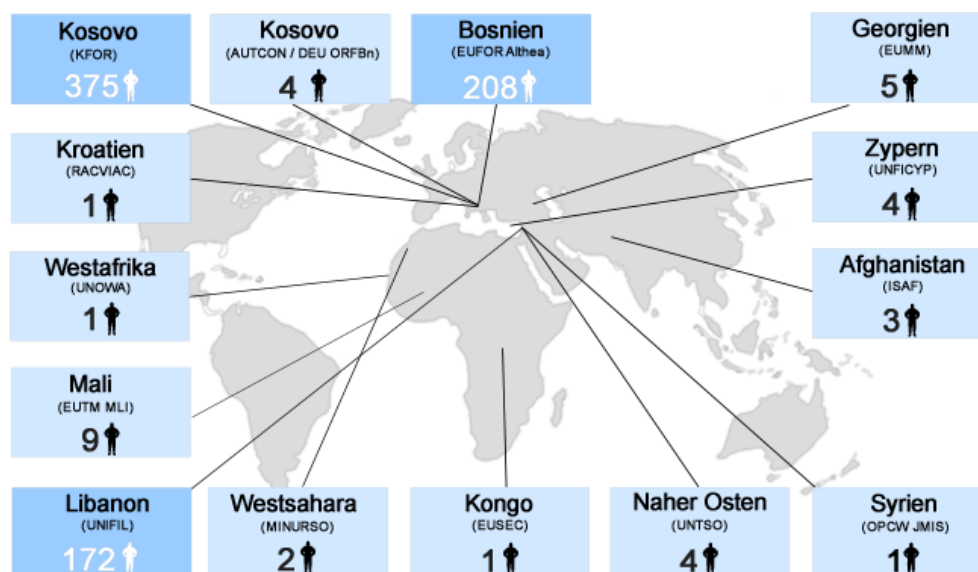 Kosovo
(KFOR)
375
Kosovo
(AUTCON / DEU ORFBn)
4
Bosnien
(EUFOR Althea)
208
Georgien
(EUMM)
5
Kroatien
(RACVIAC)
1
Zypern
(UNFICYP)
4
Westafrika
(UNOWA)
1
Afghanistan
(ISAF)
3
Mali
(EUTM MLI)
9
Libanon
(UNIFIL)
172
Westsahara
(MINURSO)
2
Kongo
(EUSEC)
1
Naher Osten
(UNTSO)
4
Syrien
(OPCW JMIS)
1